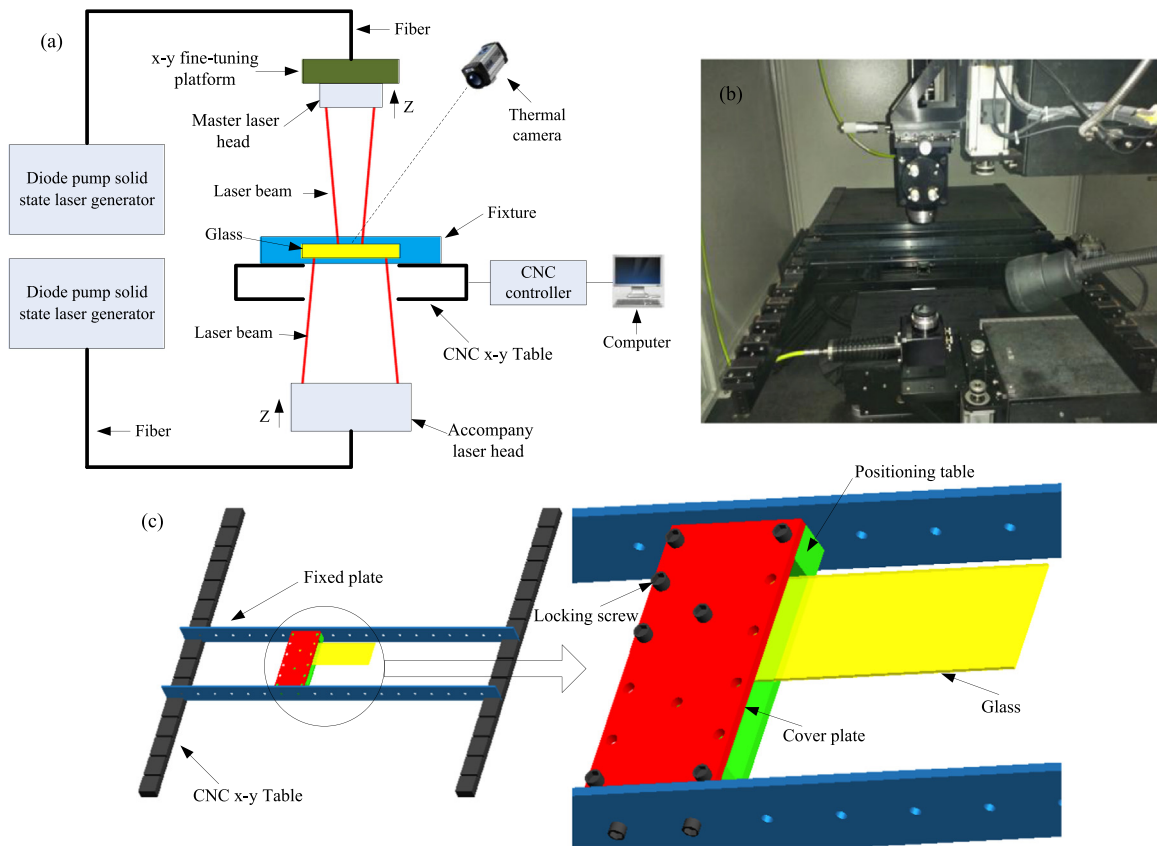 (a)
Fiber
x-y fine-tuning
platform
Z
Master laser
head
Thermal
camera
Diode pump solid
state laser generator
Laser beam
Fixture
Glass
Diode pump solid
state laser generator
CNC
controller
Laser beam
CNC x-y Table
Computer
Z
Fiber
Accompany
laser head
(b)
(c)
Fixed plate
CNC x-y Table
Positioning table
Locking screw
Glass
Cover plate